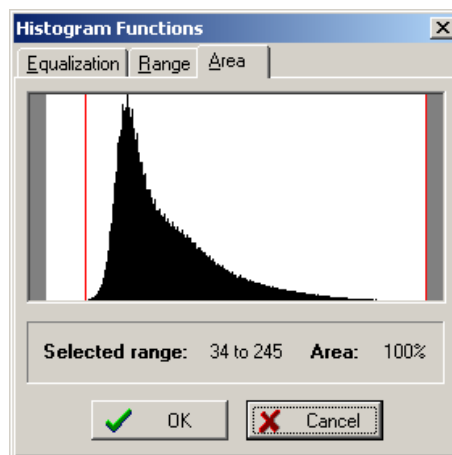 Histogram Functions
Equalization Range Area
Selected range: 34 to 245 Area: 100%
OK Cancel